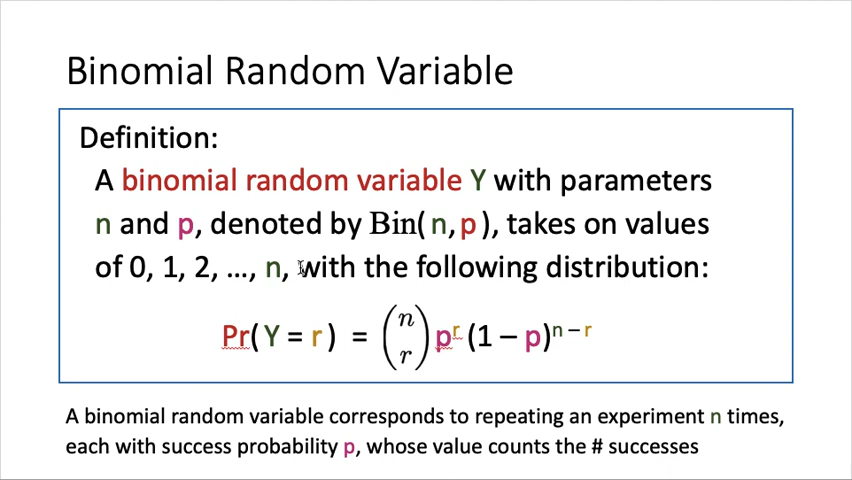 Binomial Random Variable
Definition:
A binomial random variable Y with parameters
n and p, denoted by Bin( n, p ), takes on values
of 0, 1, 2, …, n, with the following distribution:
Pr( Y = r ) = (n r) p^r (1 – p)^{n – r}
A binomial random variable corresponds to repeating an experiment n times,
each with success probability p, whose value counts the # successes